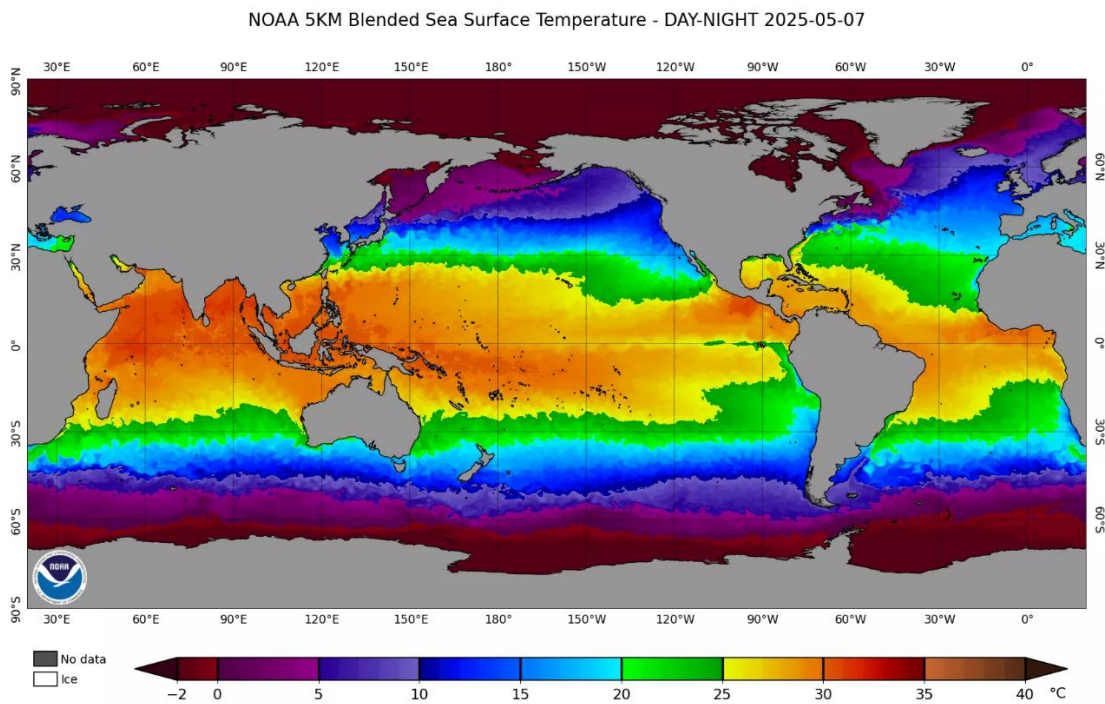 NOAA 5KM Blended Sea Surface Temperature - DAY-NIGHT 2025-05-07
30°E 60°E 90°E 120°E 150°E 180° 150°W 120°W 90°W 60°W 30°W 0°
90°N
60°N 60°N
30°N 30°N
0° 0°
30°S 30°S
60°S 60°S
90°S
NOAA
30°E 60°E 90°E 120°E 150°E 180° 150°W 120°W 90°W 60°W 30°W 0°
No data
Ice
−2 0 5 10 15 20 25 30 35 40 °C